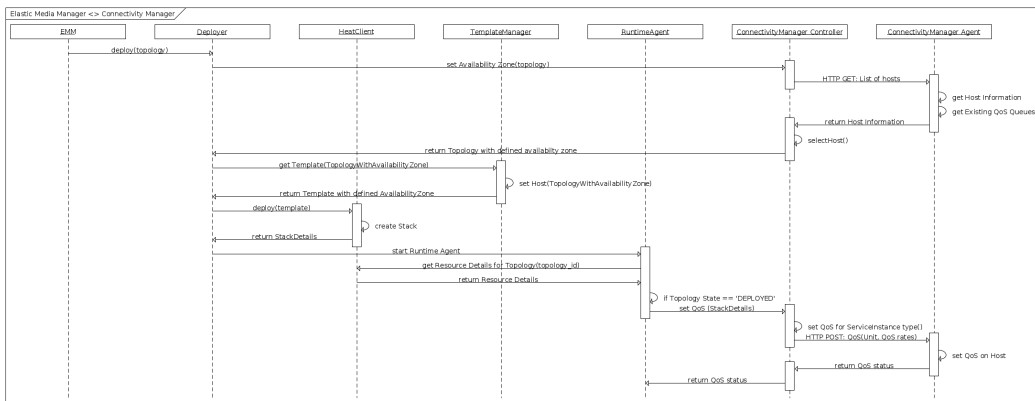 Elastic Media Manager <> Connectivity Manager
EMM
Deployer
HeatClient
TemplateManager
RuntimeAgent
ConnectivityManager Controller
ConnectivityManager Agent
deploy(topology)
set Availability Zone(topology)
HTTP GET: List of hosts
get Host Information
get Existing QoS Queues
return Host Information
selectHost()
return Topology with defined availabilty zone
get Template(TopologyWithAvailabilityZone)
set Host(TopologyWithAvailabilityZone)
return Template with defined AvailabilityZone
deploy(template)
create Stack
return StackDetails
start Runtime Agent
get Resource Details for Topology(topology_id)
return Resource Details
if Topology State == 'DEPLOYED'
set QoS (StackDetails)
set QoS for ServiceInstance type()
HTTP POST: QoS(Unit, QoS rates)
set QoS on Host
return QoS status
return QoS status